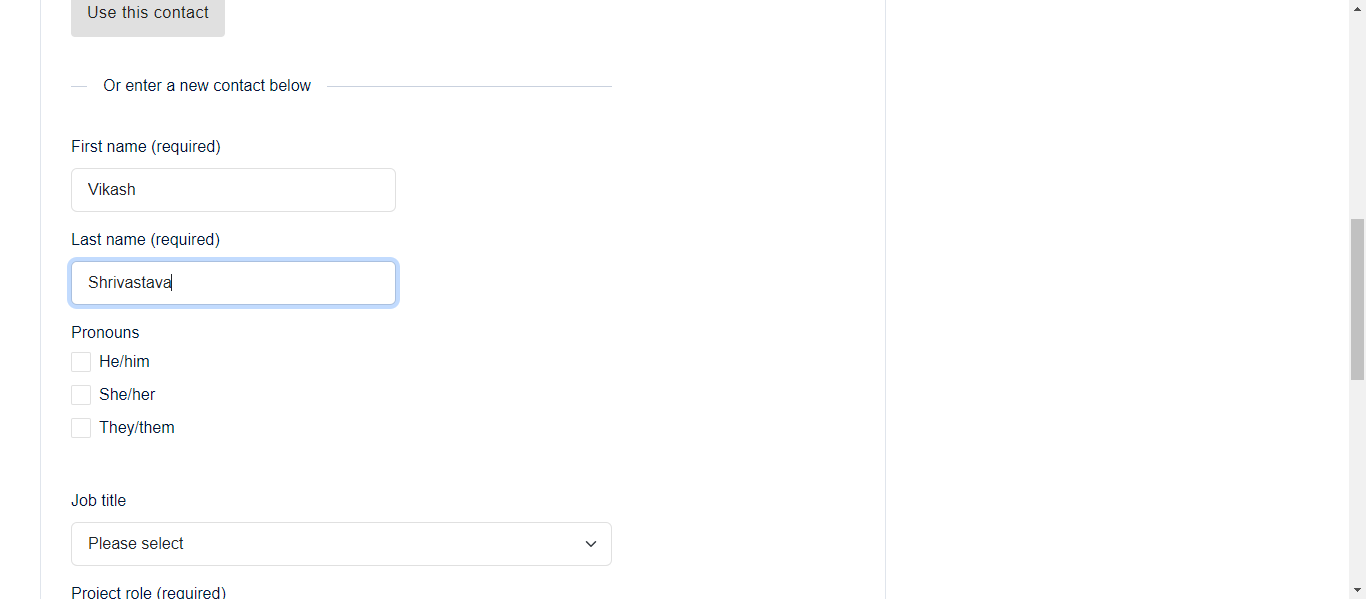 Use this contact
Or enter a new contact below
First name (required)
Vikash
Last name (required)
Shrivastava
Pronouns
He/him
She/her
They/them
Job title
Please select
Project role (required)